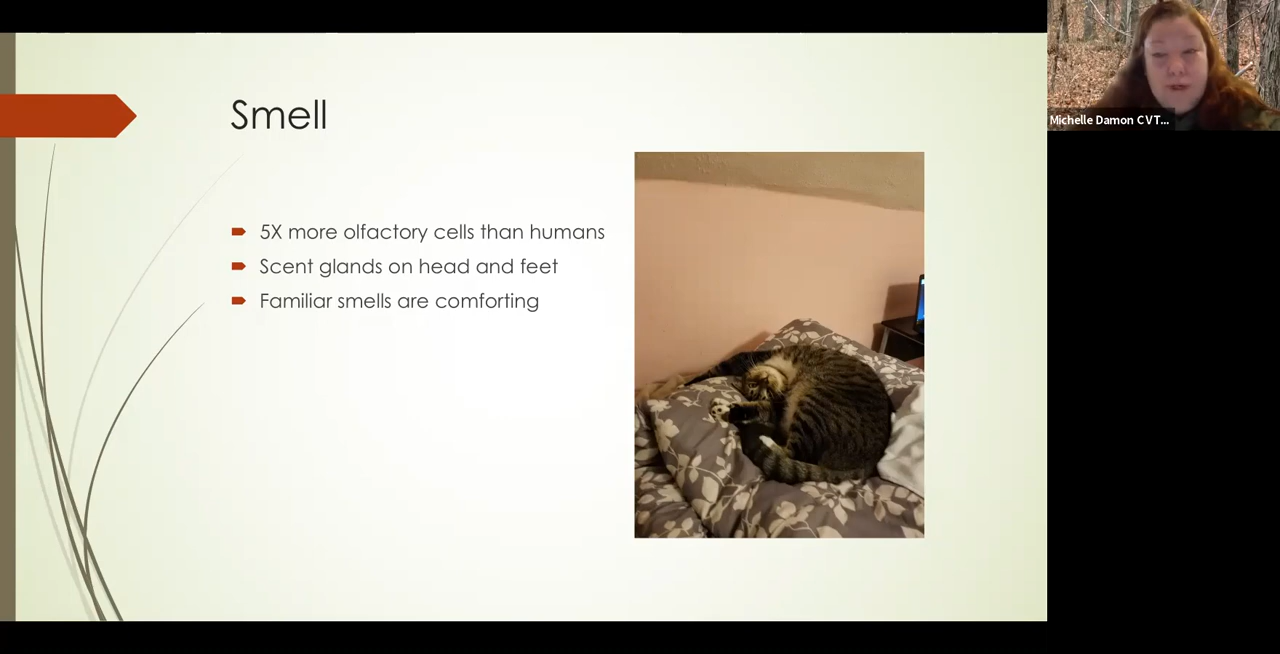 Smell
5X more olfactory cells than humans
Scent glands on head and feet
Familiar smells are comforting
Michelle Damon CVT...